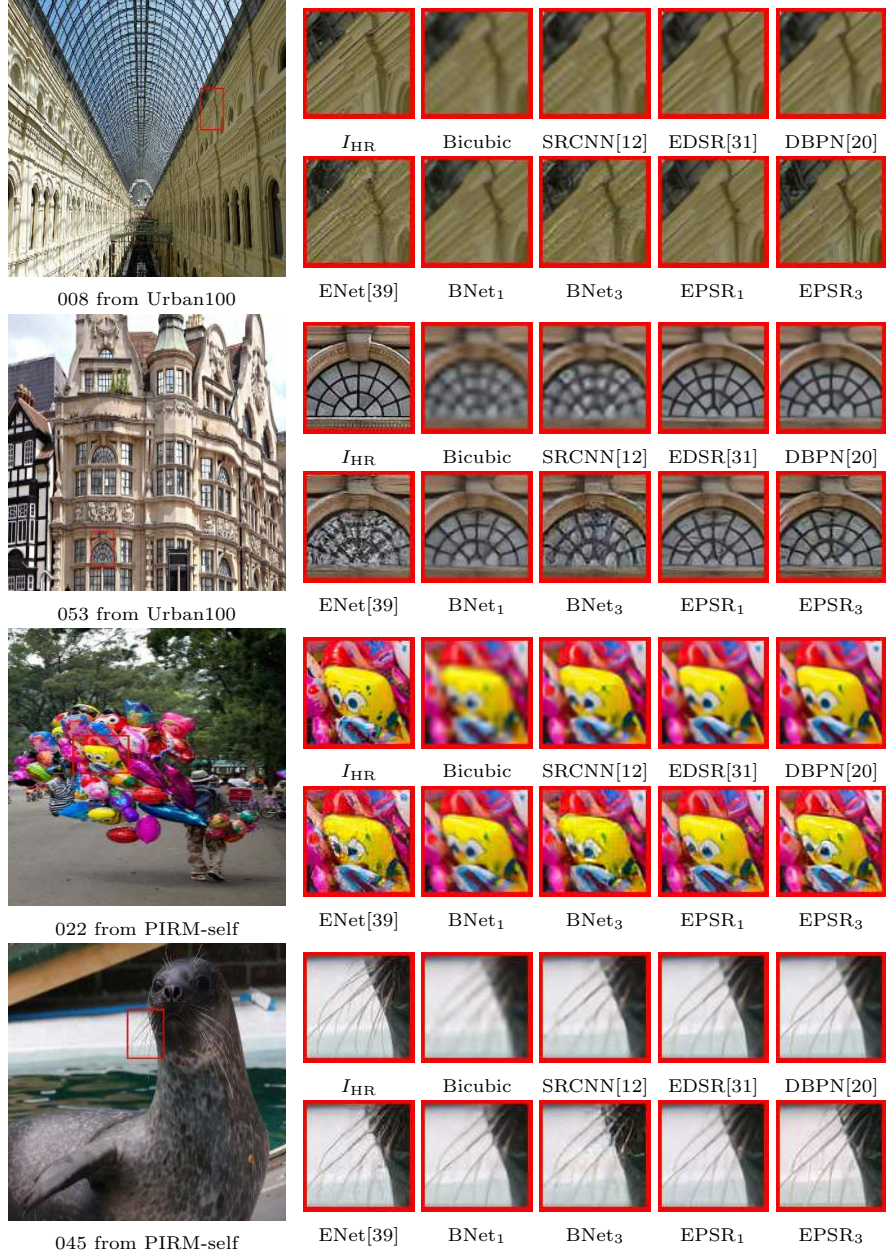 I_HR Bicubic SRCNN[12] EDSR[31] DBPN[20]
ENet[39] BNet₁ BNet₃ EPSR₁ EPSR₃
008 from Urban100
I_HR Bicubic SRCNN[12] EDSR[31] DBPN[20]
ENet[39] BNet₁ BNet₃ EPSR₁ EPSR₃
053 from Urban100
I_HR Bicubic SRCNN[12] EDSR[31] DBPN[20]
ENet[39] BNet₁ BNet₃ EPSR₁ EPSR₃
022 from PIRM-self
I_HR Bicubic SRCNN[12] EDSR[31] DBPN[20]
ENet[39] BNet₁ BNet₃ EPSR₁ EPSR₃
045 from PIRM-self